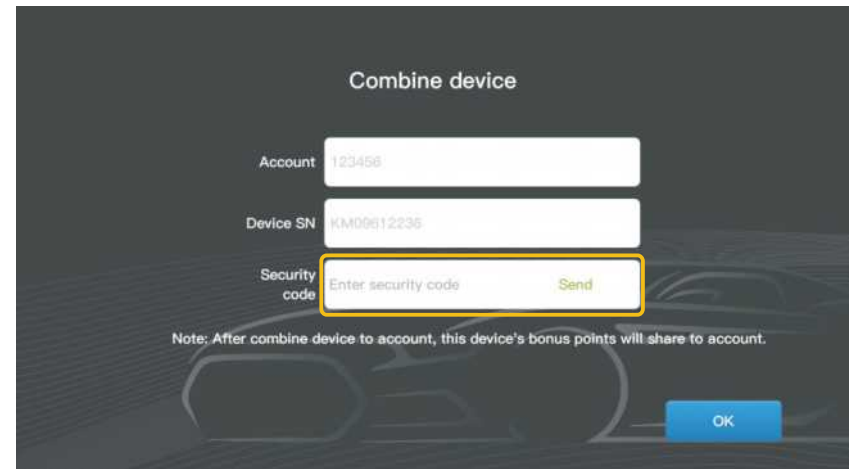 Combine device
Account 123456
Device SN KM09612236
Security
code
Enter security code Send
Note: After combine device to account, this device's bonus points will share to account.
OK